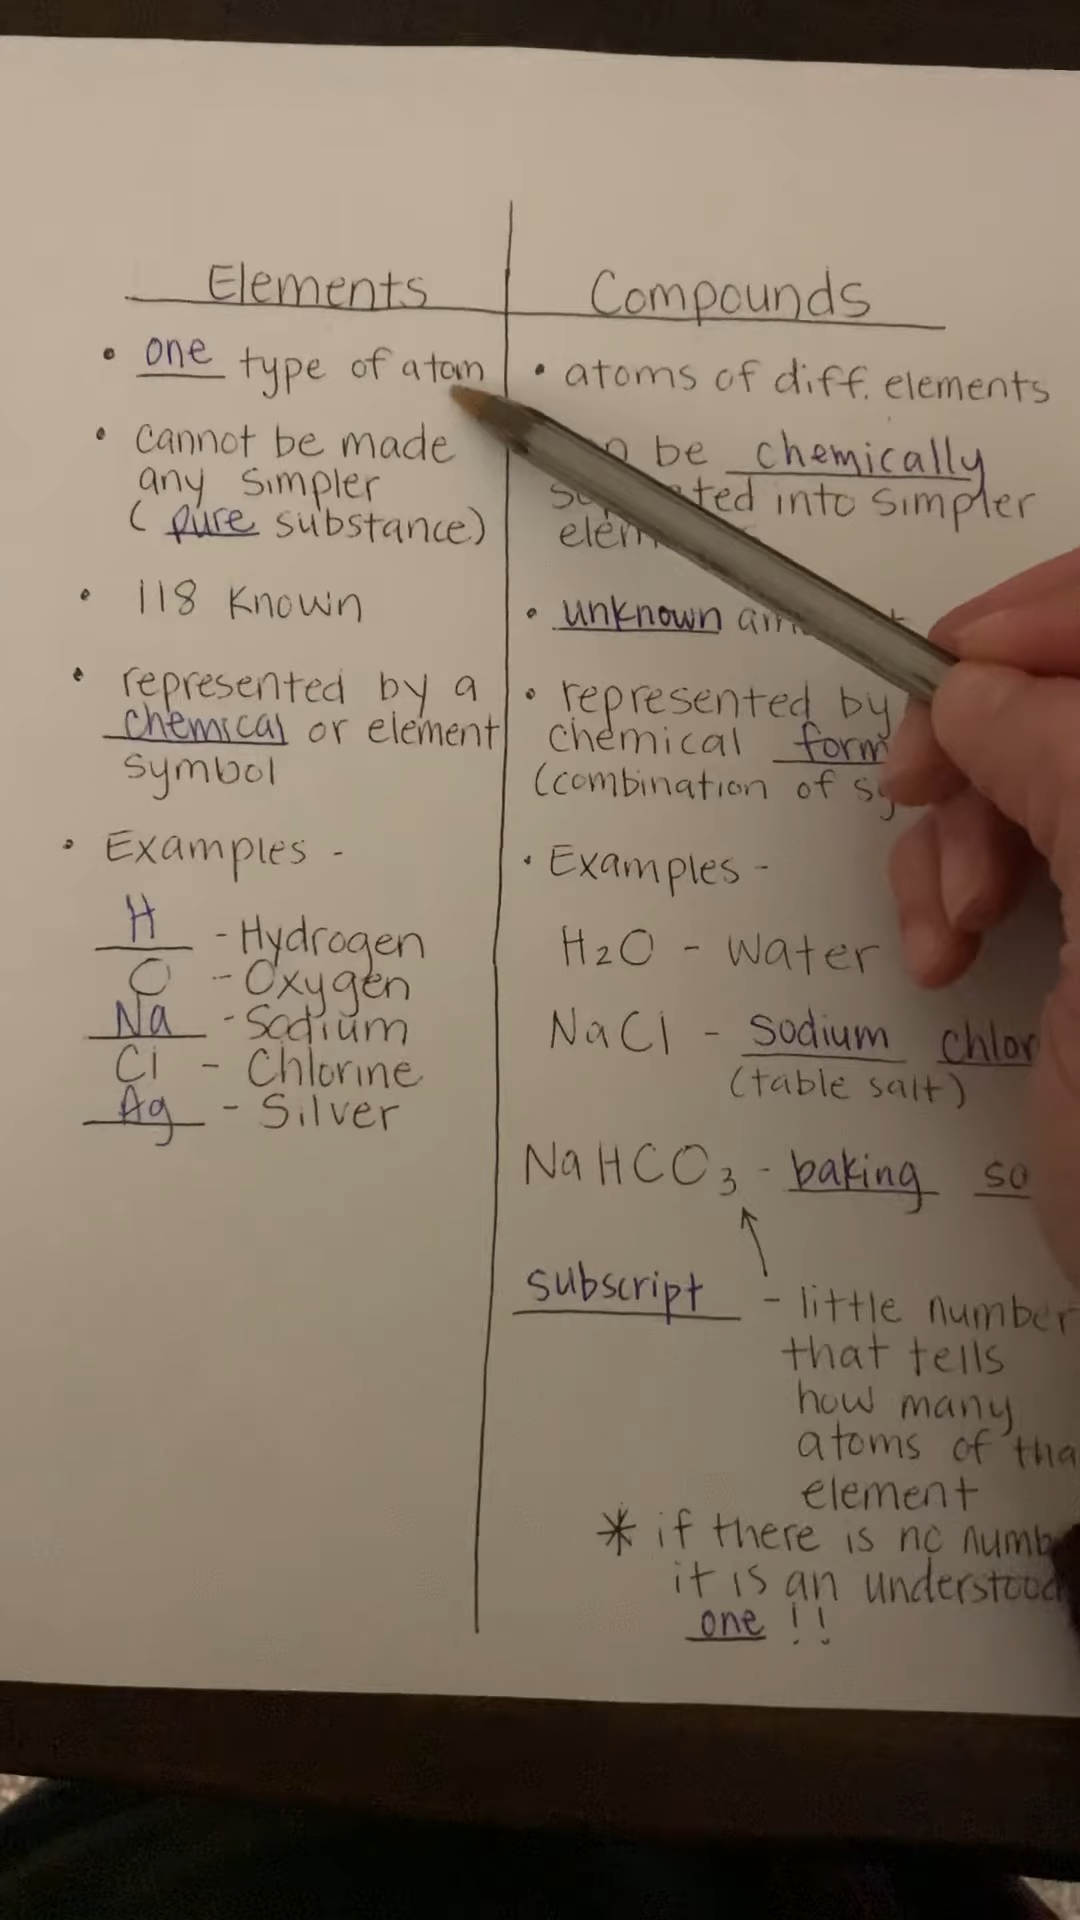 Elements
• one type of atom
• cannot be made
any simpler
( pure substance)
• 118 known
• represented by a
chemical or element
symbol
• Examples -
H - Hydrogen
O - Oxygen
Na - Sodium
Cl - Chlorine
Ag - Silver
Compounds
• atoms of diff. elements
be chemically
into simpler
• unknown
• represented by
chemical
(combination of
• Examples -
H2O - water
NaCl - sodium
(table salt)
NaHCO3 - baking
subscript - little number
that tells
how many
atoms of
element
* if there is no
it is an understood
one !!